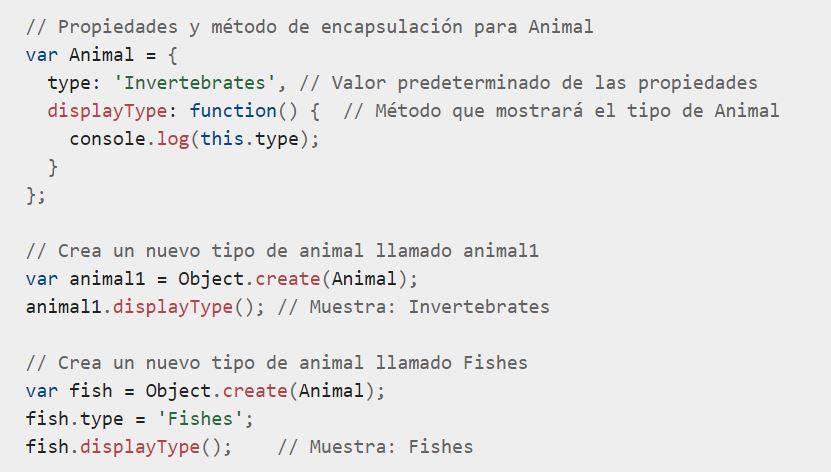 // Propiedades y método de encapsulación para Animal
var Animal = {
  type: 'Invertebrates', // Valor predeterminado de las propiedades
  displayType: function() {  // Método que mostrará el tipo de Animal
    console.log(this.type);
  }
};

// Crea un nuevo tipo de animal llamado animal1
var animal1 = Object.create(Animal);
animal1.displayType(); // Muestra: Invertebrates

// Crea un nuevo tipo de animal llamado Fishes
var fish = Object.create(Animal);
fish.type = 'Fishes';
fish.displayType();    // Muestra: Fishes